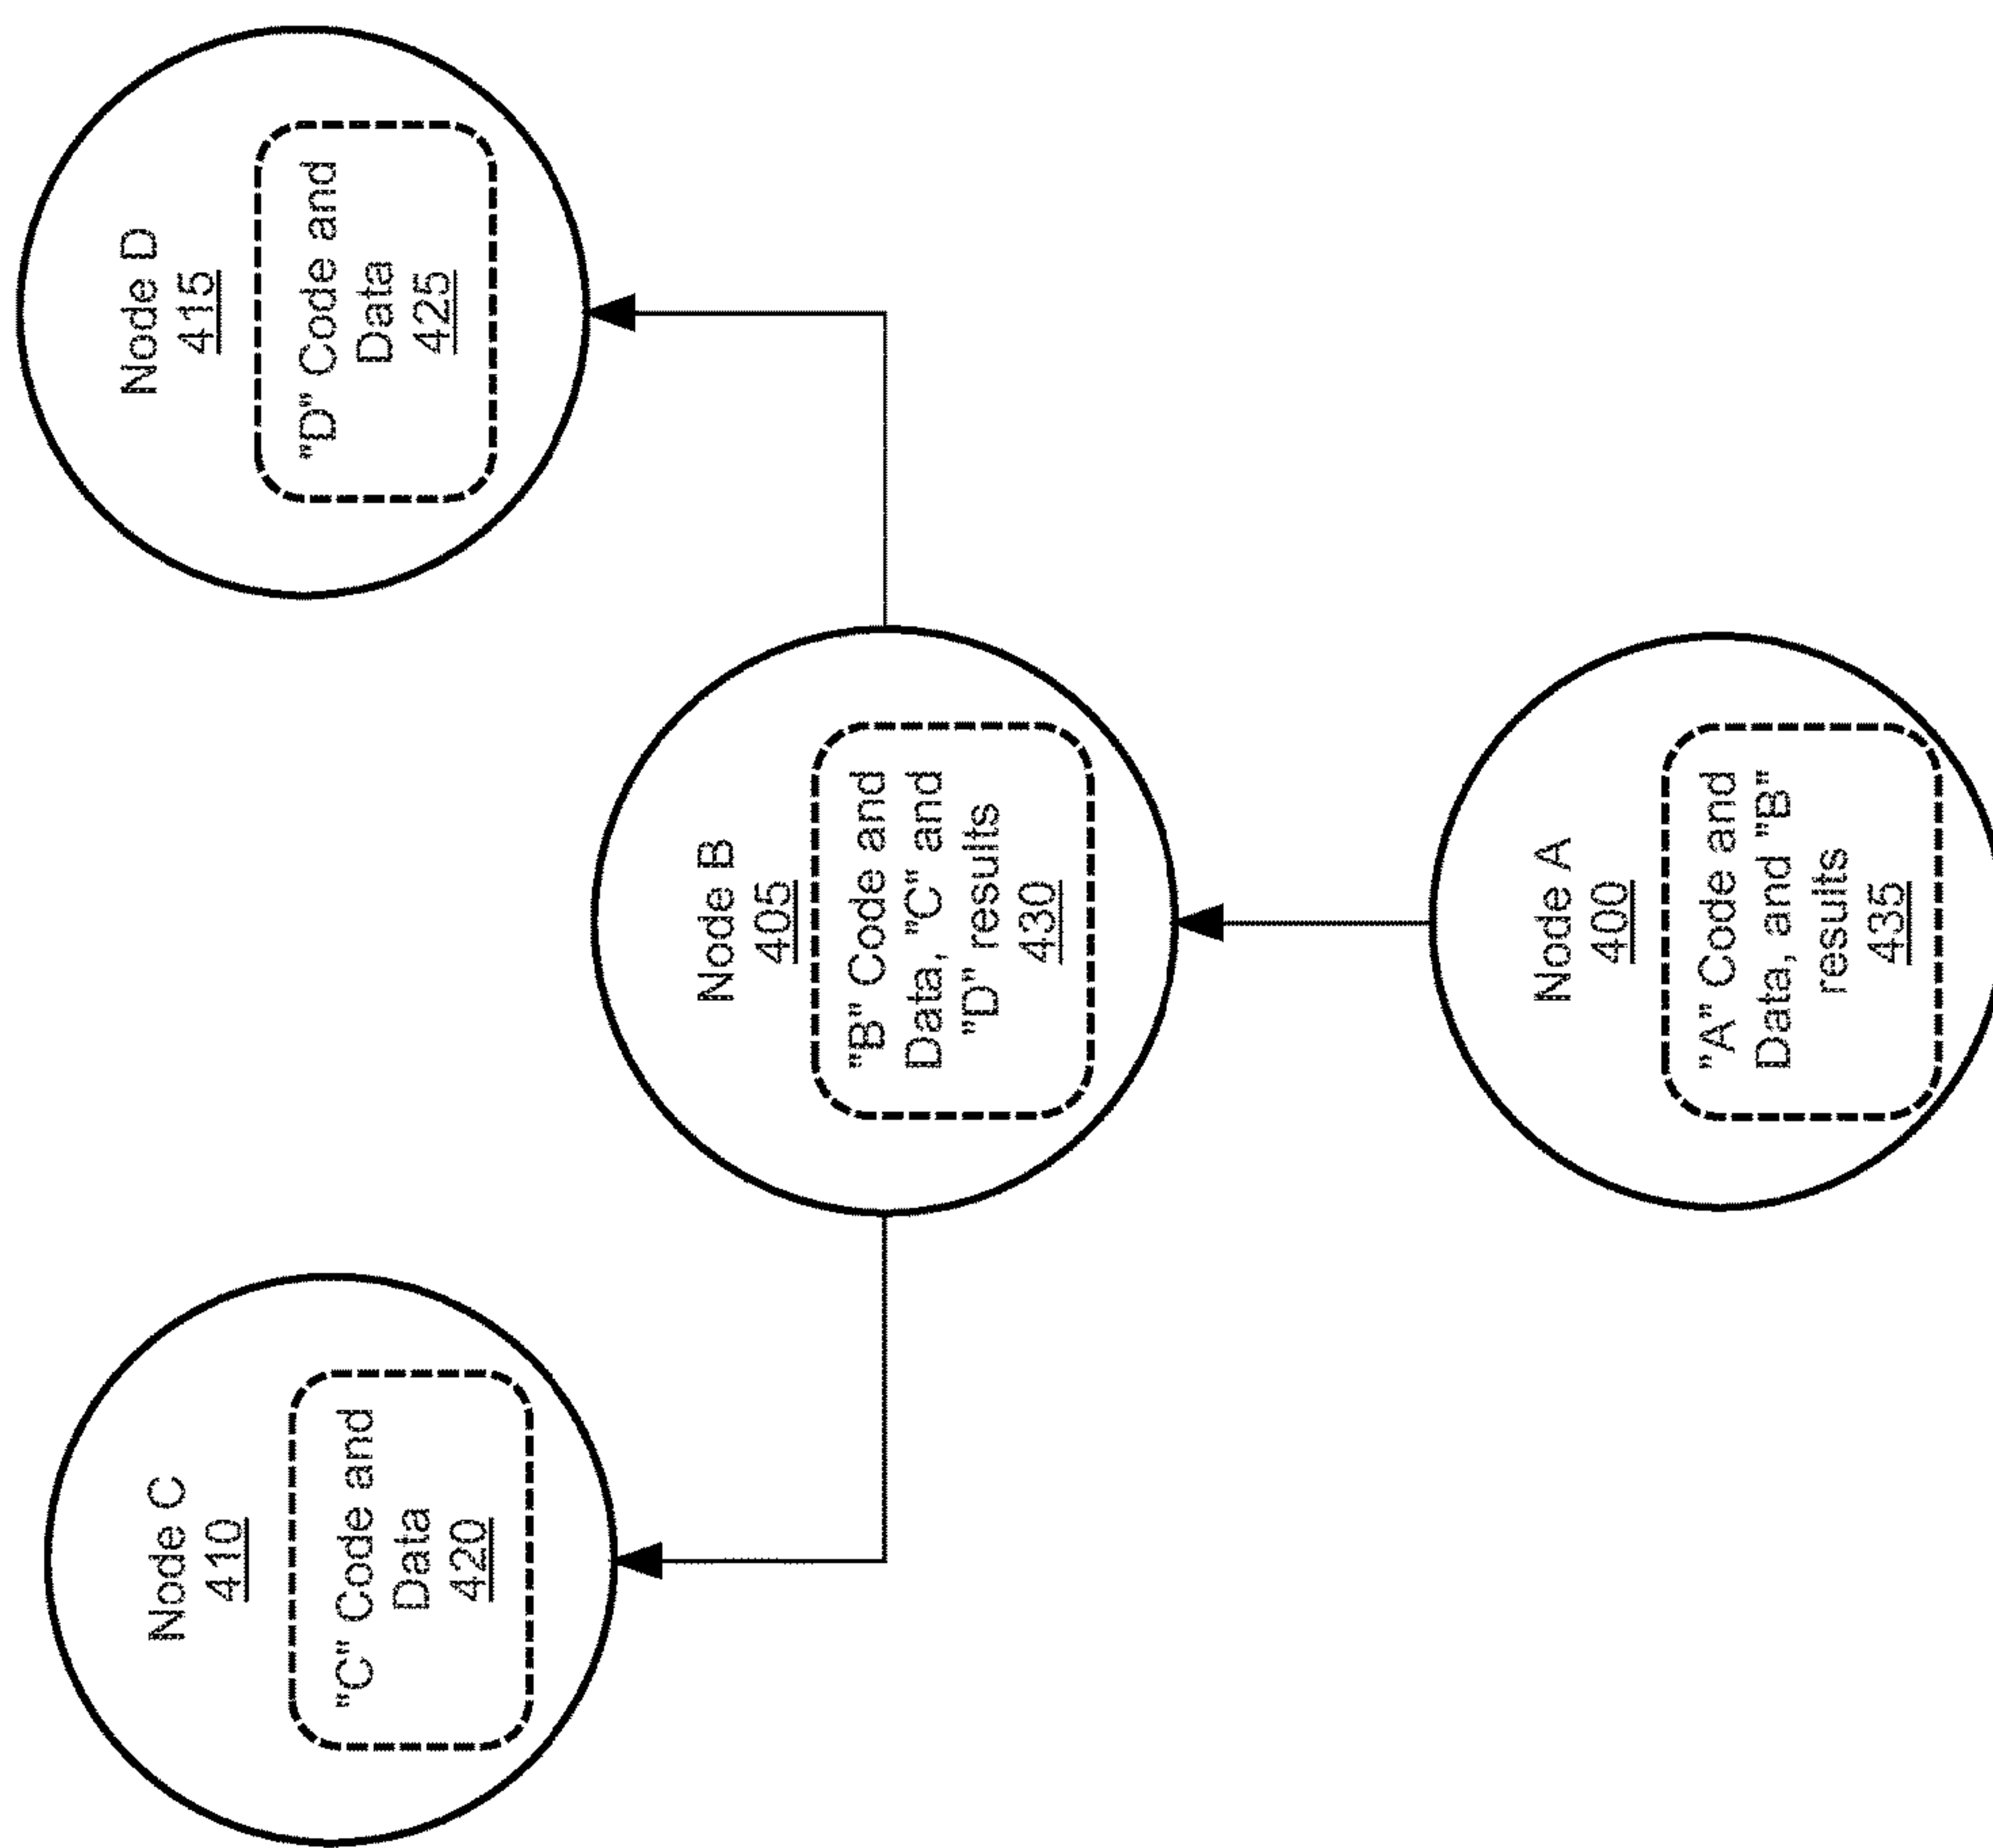 Node C
410
"C" Code and
Data
420
Node D
415
"D" Code and
Data
425
Node B
405
"B" Code and
Data, "C" and
"D" results
430
Node A
400
"A" Code and
Data, and "B"
results
435